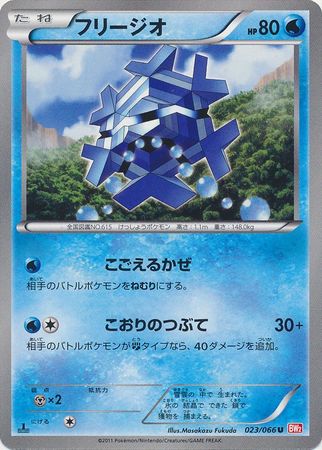 たね フリージオ HP80
全国図鑑NO.615 けっしょうポケモン 高さ：1.1m 重さ：148.0kg
こごえるかぜ
相手のバトルポケモンをねむりにする。
こおりのつぶて 30+
相手のバトルポケモンが タイプなら、40ダメージを追加。
弱点 ×2 抵抗力
にげる
雪雲の中で生まれた。
氷の結晶でできた鎖で
獲物を捕まえる。
1 Illus.Masakazu Fukuda 023/066 U BW2
©2011 Pokémon/Nintendo/Creatures/GAME FREAK.